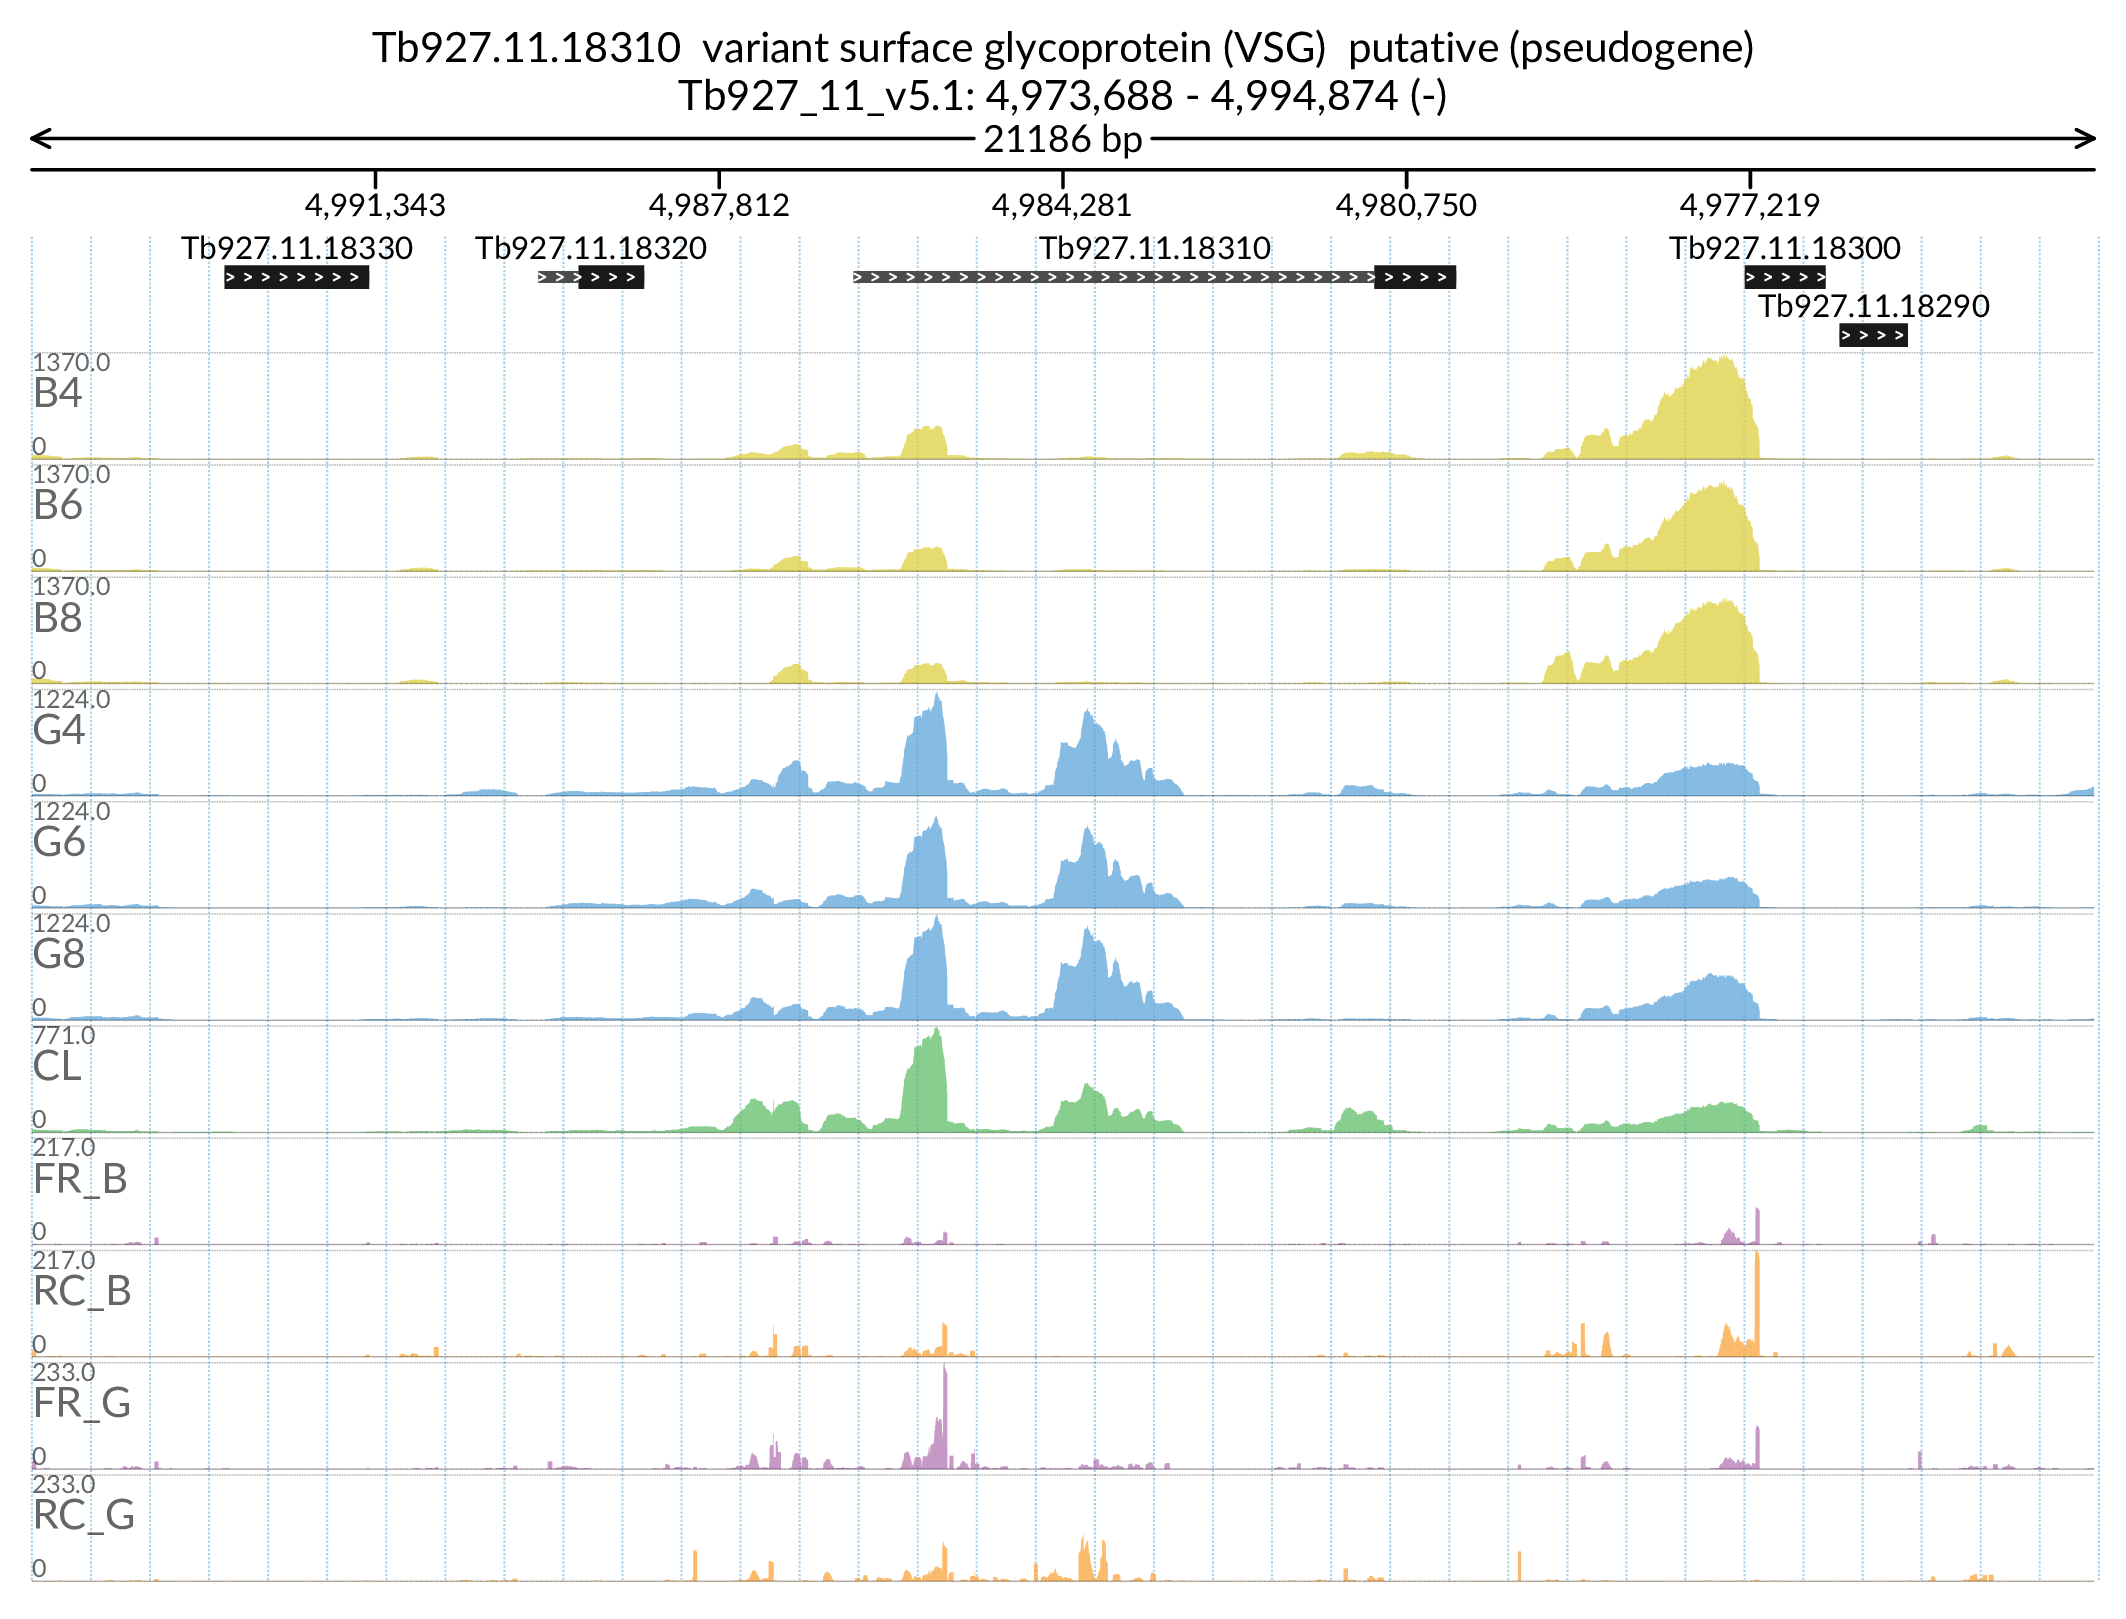 Tb927.11.18310  variant surface glycoprotein (VSG)  putative (pseudogene)
Tb927_11_v5.1: 4,973,688 - 4,994,874 (-)
21186 bp
4,991,343 4,987,812 4,984,281 4,980,750 4,977,219
Tb927.11.18330 Tb927.11.18320 Tb927.11.18310 Tb927.11.18300
Tb927.11.18290
1370.0
B4
0
1370.0
B6
0
1370.0
B8
0
1224.0
G4
0
1224.0
G6
0
1224.0
G8
0
771.0
CL
0
217.0
FR_B
0
217.0
RC_B
0
233.0
FR_G
0
233.0
RC_G
0